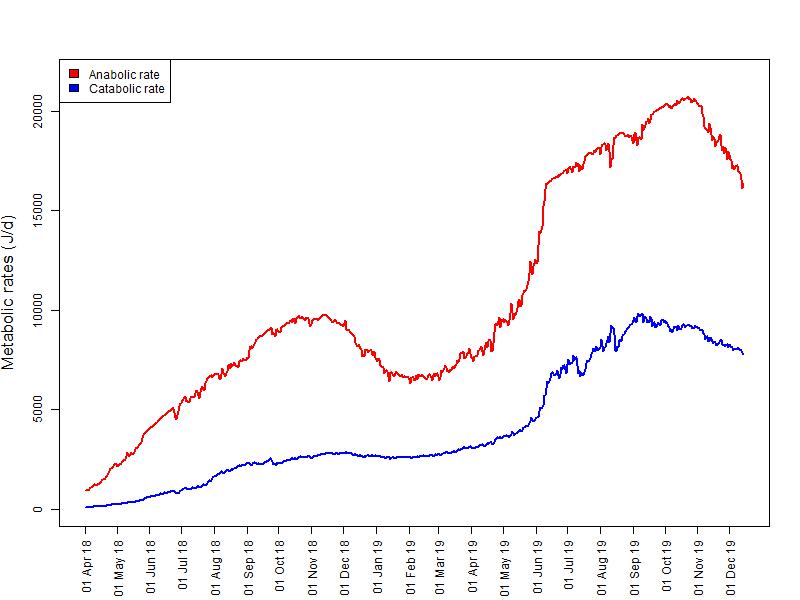 Anabolic rate
Catabolic rate
Metabolic rates (J/d)
20000
15000
10000
5000
0
01 Apr 18
01 May 18
01 Jun 18
01 Jul 18
01 Aug 18
01 Sep 18
01 Oct 18
01 Nov 18
01 Dec 18
01 Jan 19
01 Feb 19
01 Mar 19
01 Apr 19
01 May 19
01 Jun 19
01 Jul 19
01 Aug 19
01 Sep 19
01 Oct 19
01 Nov 19
01 Dec 19